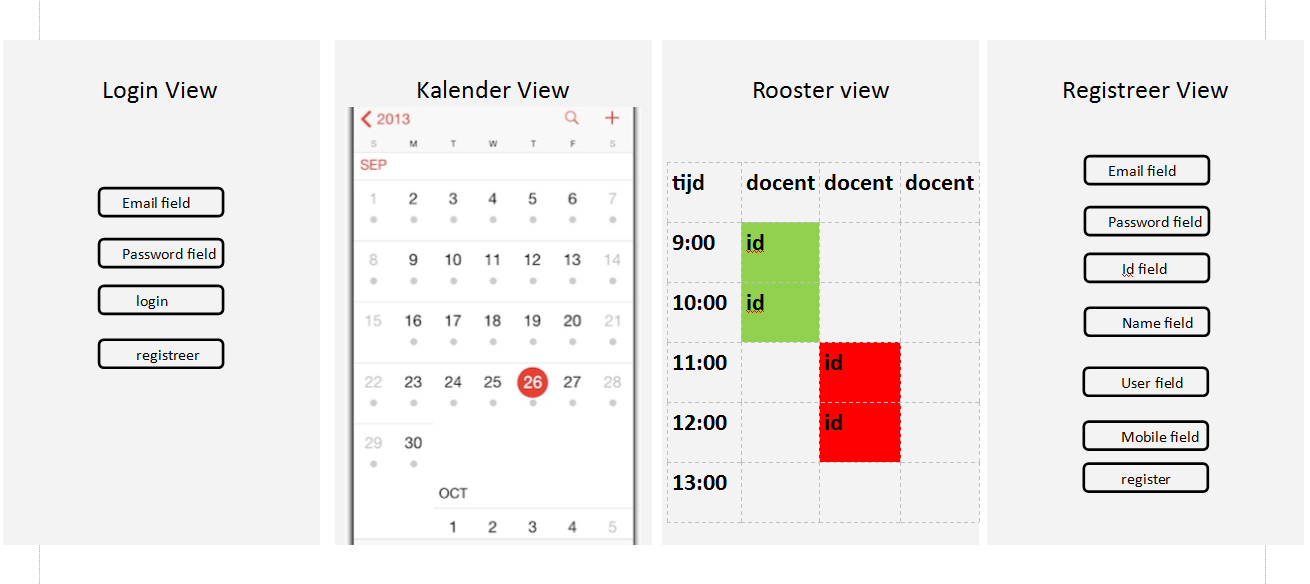 Login View
Email field
Password field
login
registreer
Kalender View
2013
S M T W T F S
SEP
1 2 3 4 5 6 7
8 9 10 11 12 13 14
15 16 17 18 19 20 21
22 23 24 25 26 27 28
29 30
OCT
1 2 3 4 5
Rooster view
tijd docent docent docent
9:00 id
10:00 id
11:00 id
12:00 id
13:00
Registreer View
Email field
Password field
Id field
Name field
User field
Mobile field
register